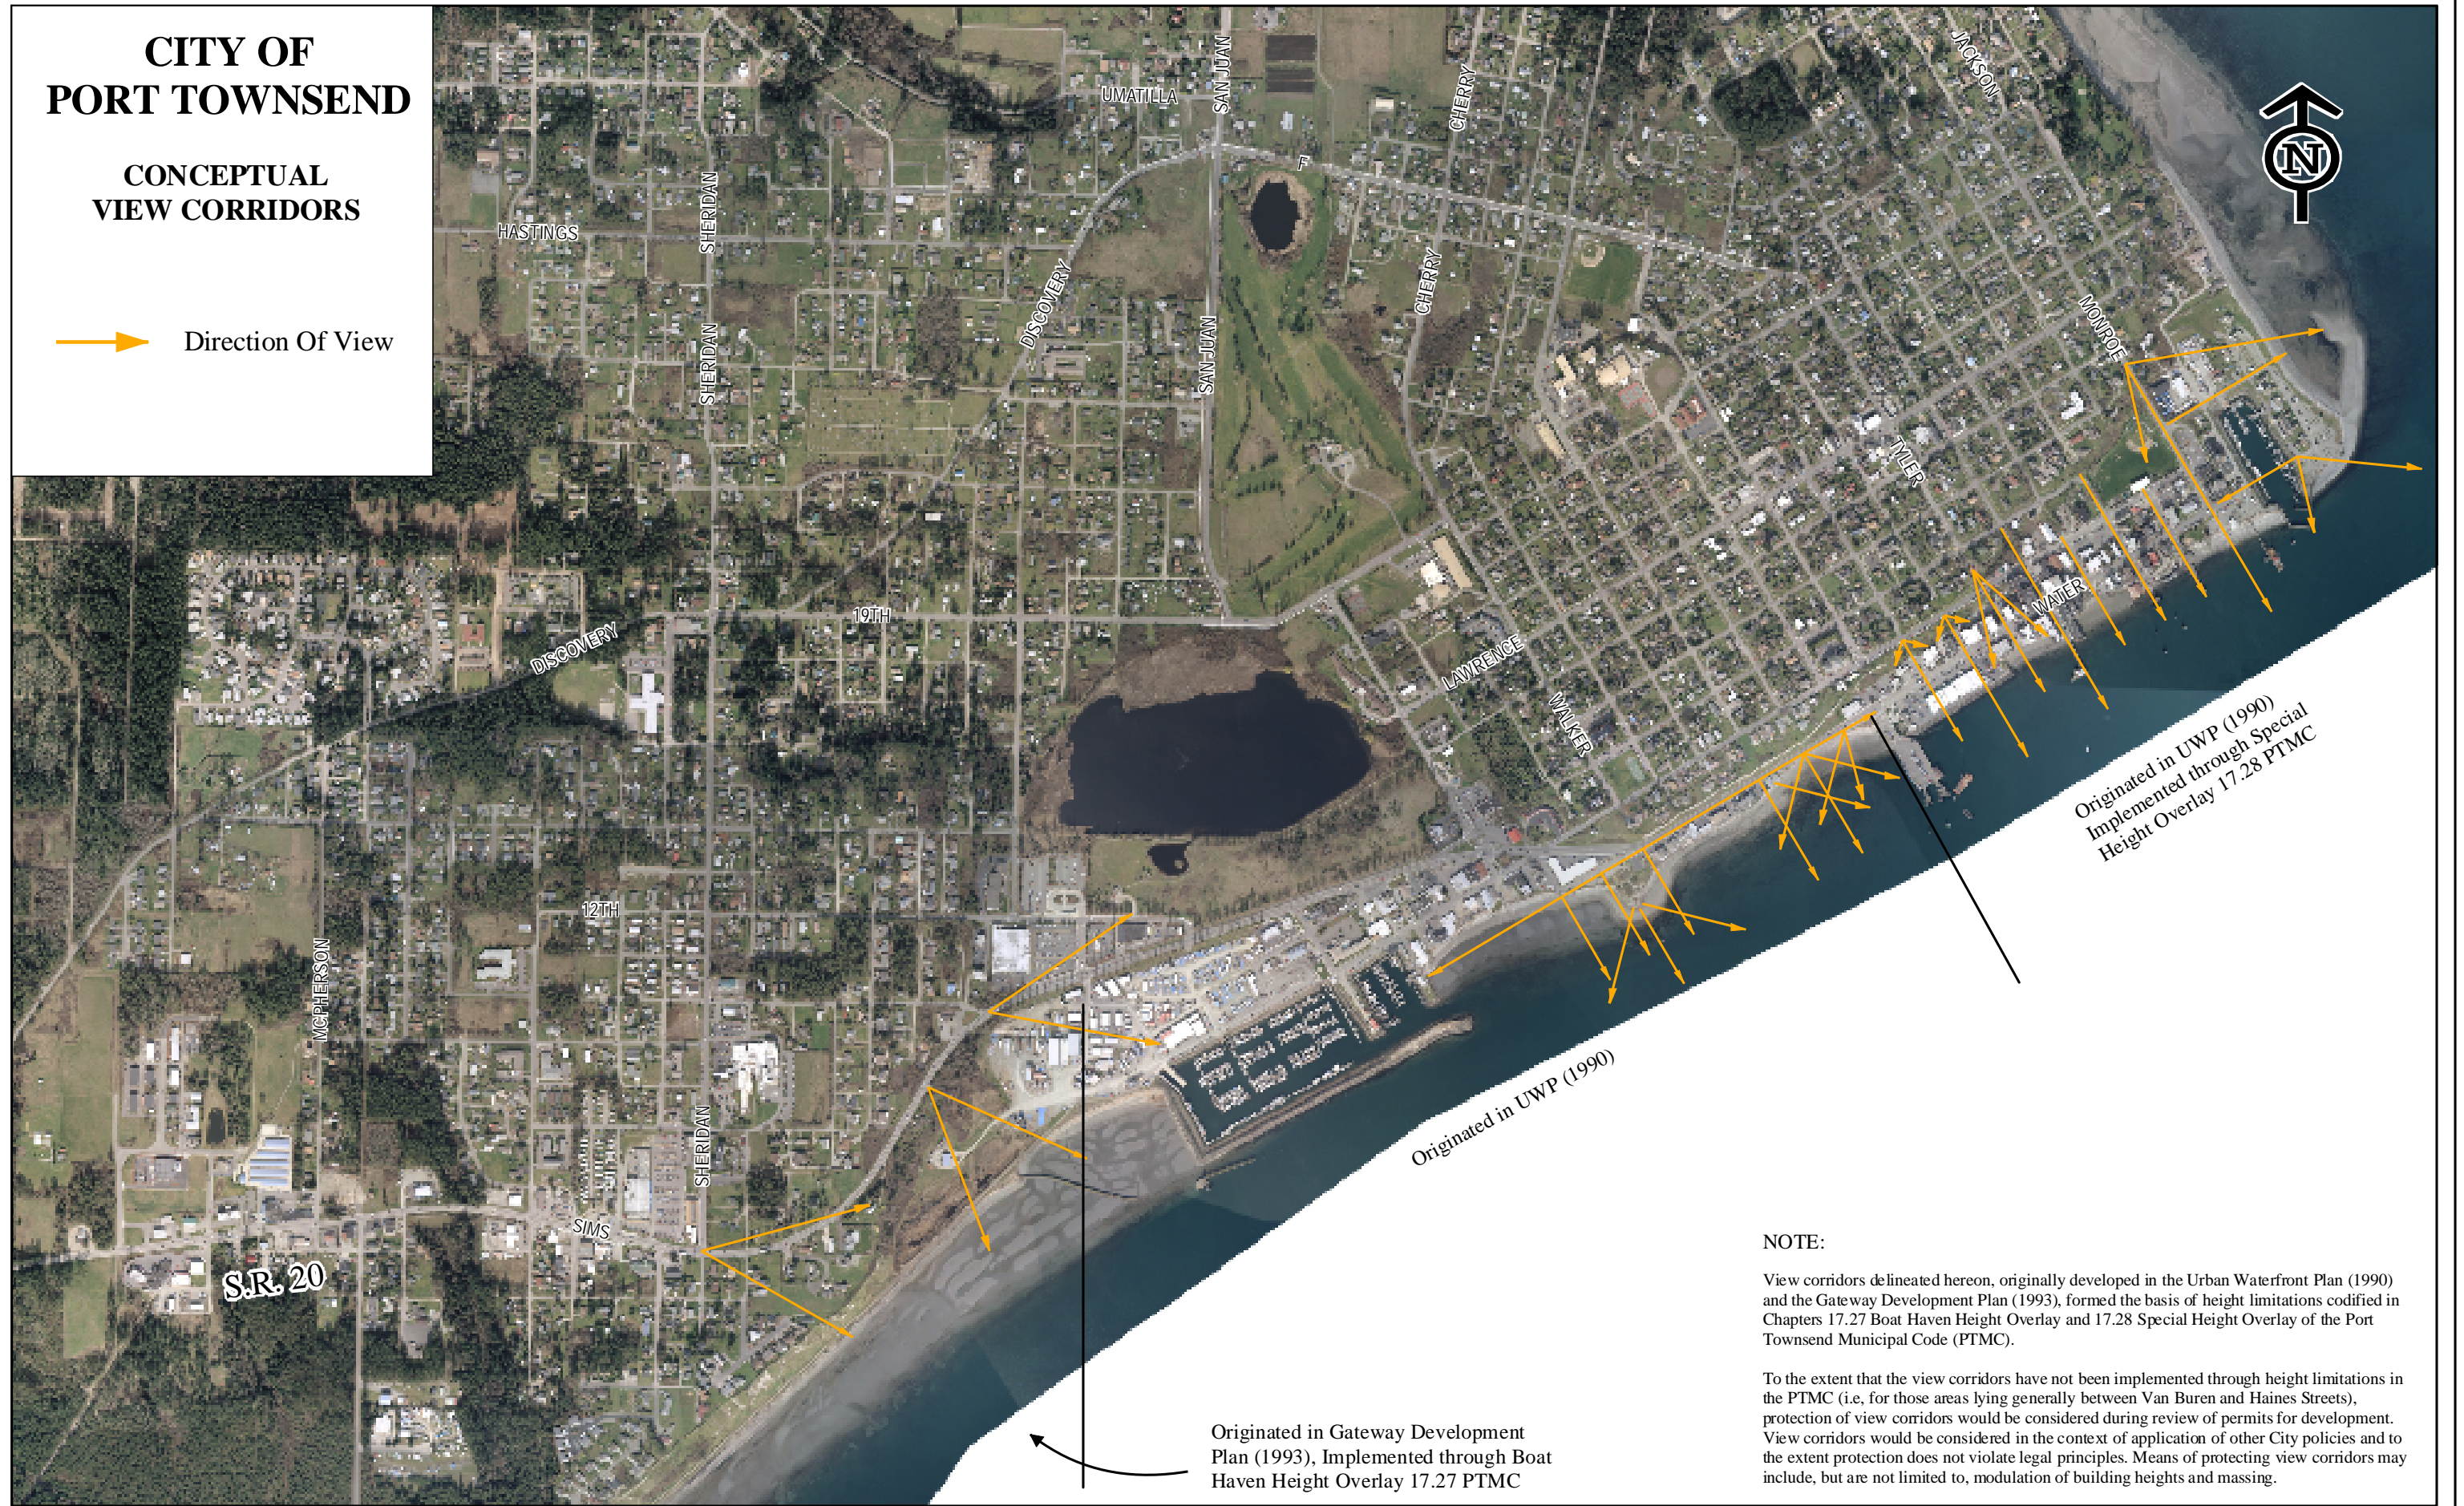 CITY OF
PORT TOWNSEND
CONCEPTUAL
VIEW CORRIDORS
Direction Of View
N
JACKSON
SAN JUAN
UMATILLA
CHERRY
F
SHERIDAN
HASTINGS
DISCOVERY
CHERRY
MONROE
SHERIDAN
SAN JUAN
TYLER
WATER
19TH
DISCOVERY
LAWRENCE
WALKER
12TH
MCPHERSON
SHERIDAN
SIMS
S.R. 20
Originated in UWP (1990)
Implemented through Special
Height Overlay 17.28 PTMC
Originated in UWP (1990)
Originated in Gateway Development
Plan (1993), Implemented through Boat
Haven Height Overlay 17.27 PTMC
NOTE:
View corridors delineated hereon, originally developed in the Urban Waterfront Plan (1990)
and the Gateway Development Plan (1993), formed the basis of height limitations codified in
Chapters 17.27 Boat Haven Height Overlay and 17.28 Special Height Overlay of the Port
Townsend Municipal Code (PTMC).
To the extent that the view corridors have not been implemented through height limitations in
the PTMC (i.e, for those areas lying generally between Van Buren and Haines Streets),
protection of view corridors would be considered during review of permits for development.
View corridors would be considered in the context of application of other City policies and to
the extent protection does not violate legal principles. Means of protecting view corridors may
include, but are not limited to, modulation of building heights and massing.